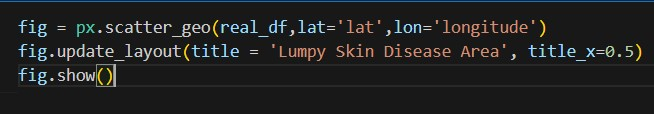 fig = px.scatter_geo(real_df,lat='lat',lon='longitude')
fig.update_layout(title = 'Lumpy Skin Disease Area', title_x=0.5)
fig.show()